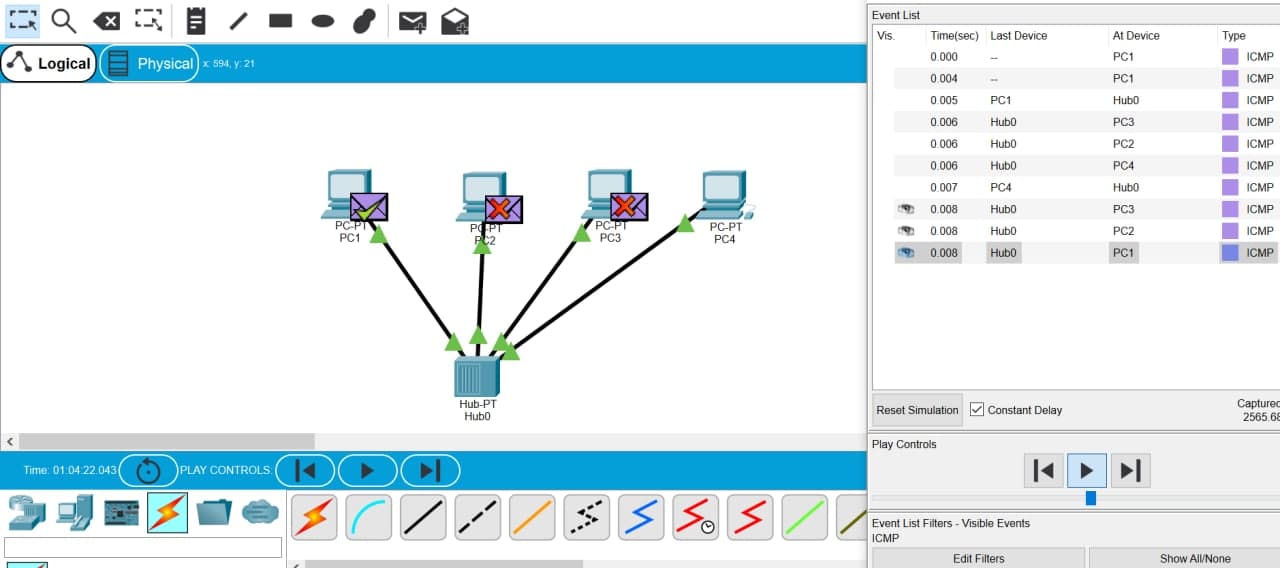 Logical
Physical
x: 594, y: 21
PC-PT
PC1
PC-PT
PC2
PC-PT
PC3
PC-PT
PC4
Hub-PT
Hub0
Time: 01:04:22.043
PLAY CONTROLS:
Event List
Vis. Time(sec) Last Device At Device Type
0.000 -- PC1 ICMP
0.004 -- PC1 ICMP
0.005 PC1 Hub0 ICMP
0.006 Hub0 PC3 ICMP
0.006 Hub0 PC2 ICMP
0.006 Hub0 PC4 ICMP
0.007 PC4 Hub0 ICMP
0.008 Hub0 PC3 ICMP
0.008 Hub0 PC2 ICMP
0.008 Hub0 PC1 ICMP
Reset Simulation
Constant Delay
Captured
2565.68
Play Controls
Event List Filters - Visible Events
ICMP
Edit Filters
Show All/None